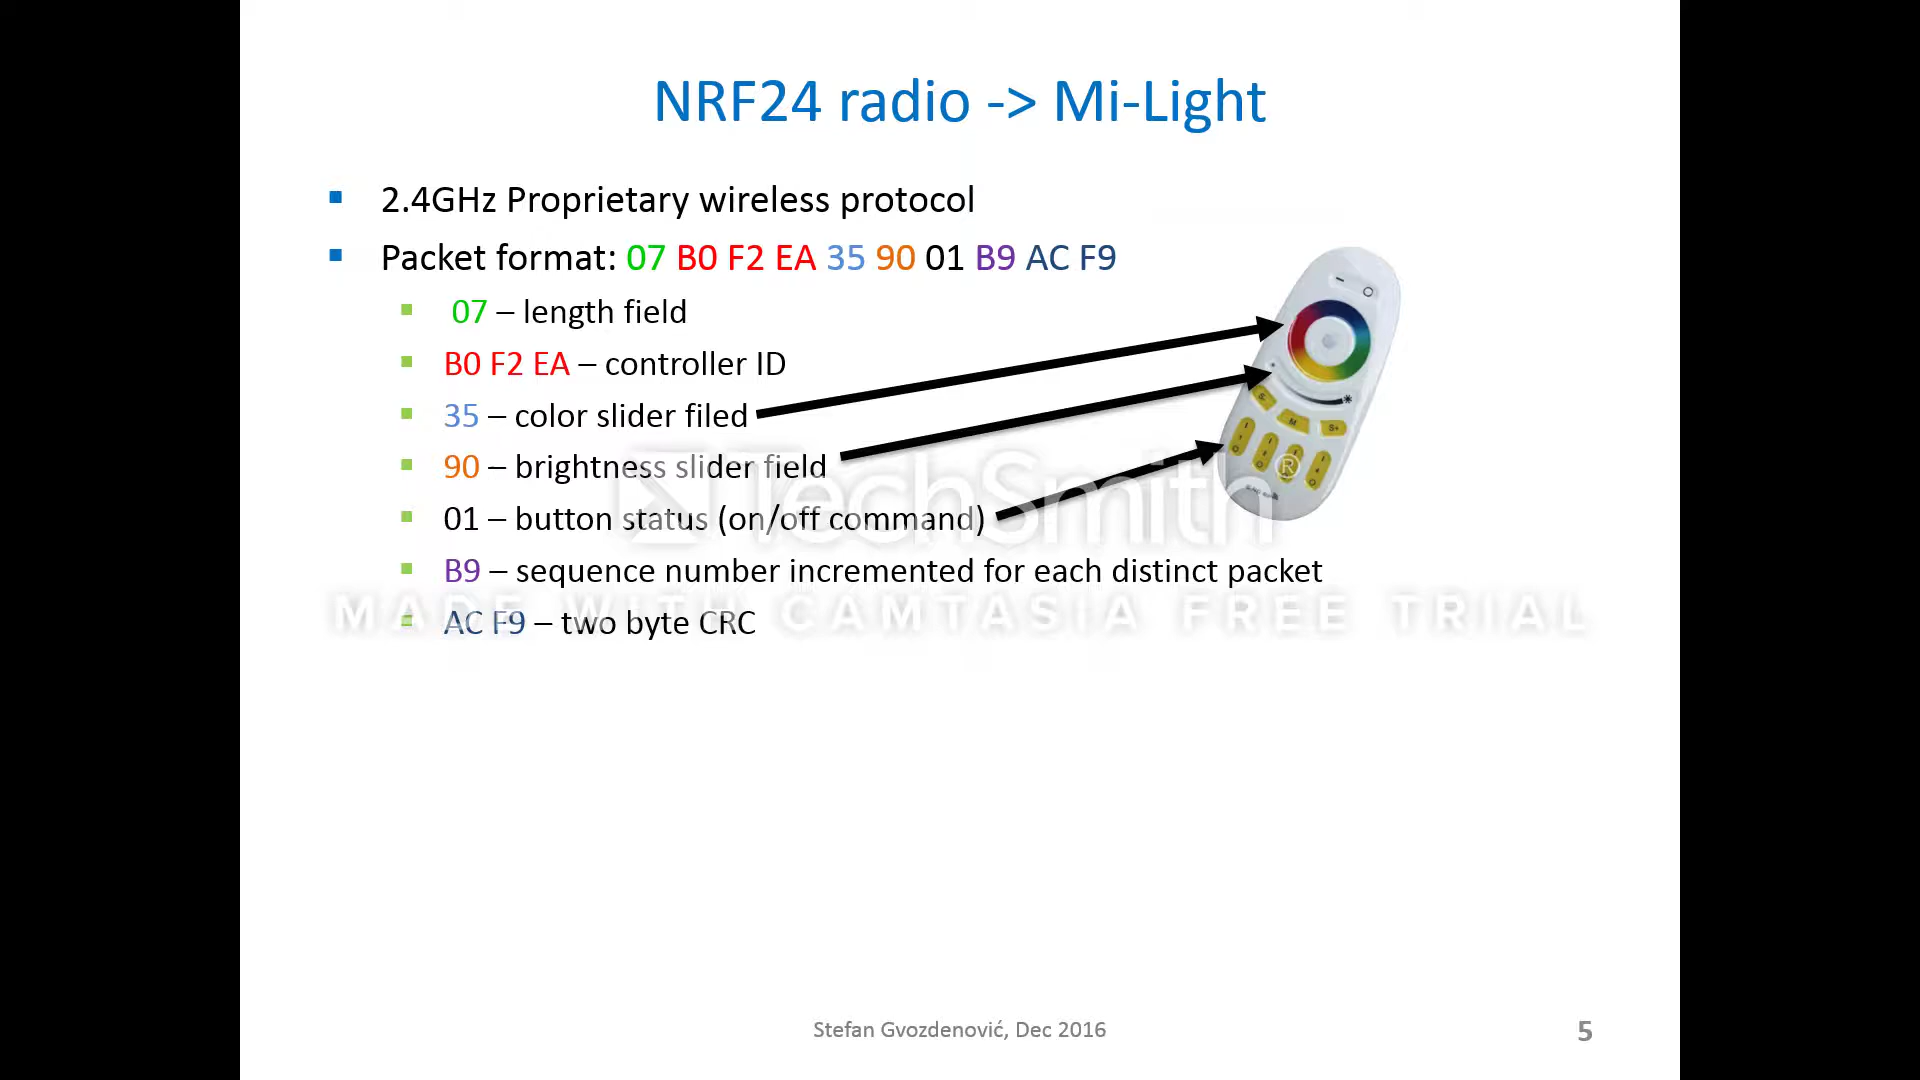 NRF24 radio -> Mi-Light
2.4GHz Proprietary wireless protocol
Packet format: 07 B0 F2 EA 35 90 01 B9 AC F9
07 – length field
B0 F2 EA – controller ID
35 – color slider filed
90 – brightness slider field
01 – button status (on/off command)
B9 – sequence number incremented for each distinct packet
AC F9 – two byte CRC
S-
M
S+
TechSmith®
MADE WITH CAMTASIA FREE TRIAL
Stefan Gvozdenović, Dec 2016
5